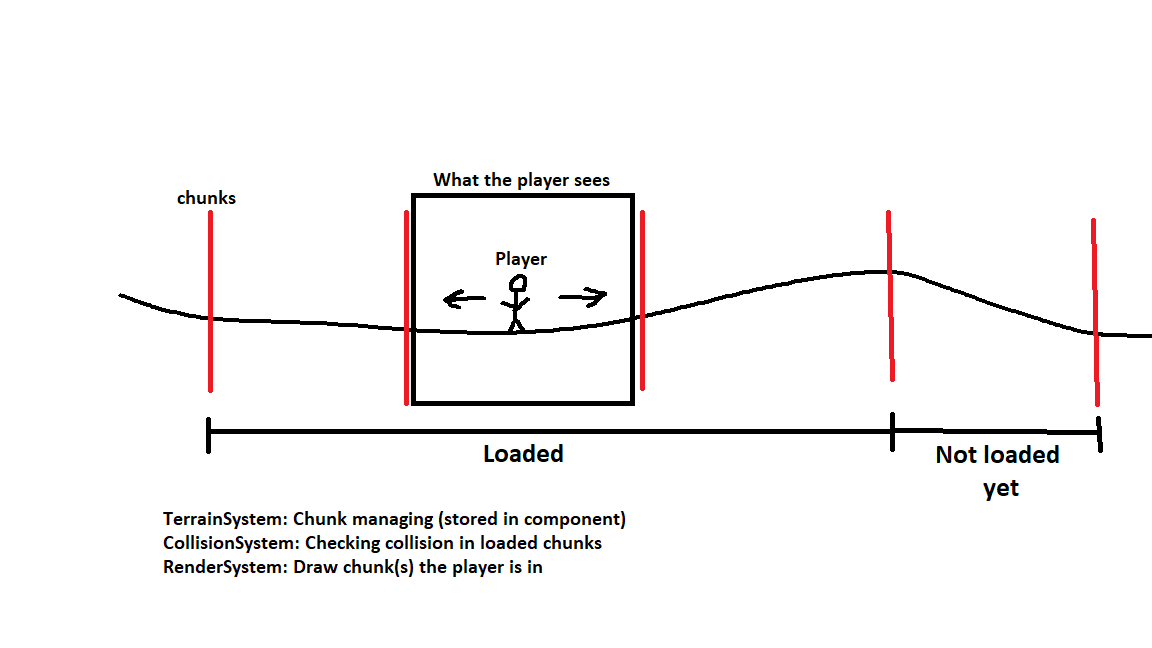 What the player sees
chunks
Player
Loaded
Not loaded
yet
TerrainSystem: Chunk managing (stored in component)
CollisionSystem: Checking collision in loaded chunks
RenderSystem: Draw chunk(s) the player is in